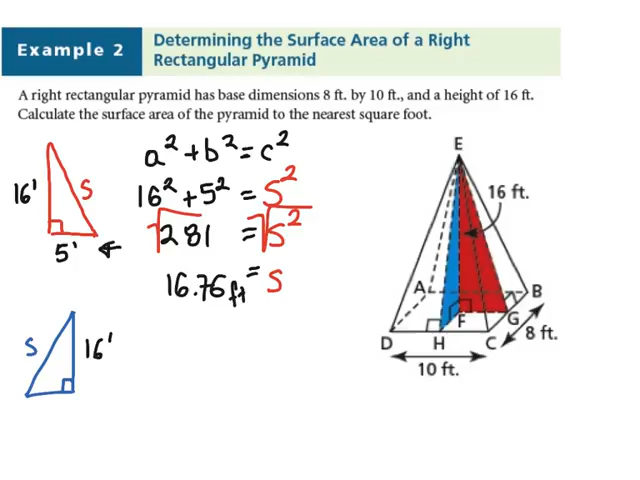 Example 2
Determining the Surface Area of a Right
Rectangular Pyramid
A right rectangular pyramid has base dimensions 8 ft. by 10 ft., and a height of 16 ft.
Calculate the surface area of the pyramid to the nearest square foot.
a² + b² = c²
16' S
16² + 5² = S²
√281 = √S²
5' ←
16.76 ft = S
S 16'
E
16 ft.
A
B
F
G
D
H
C
8 ft.
10 ft.